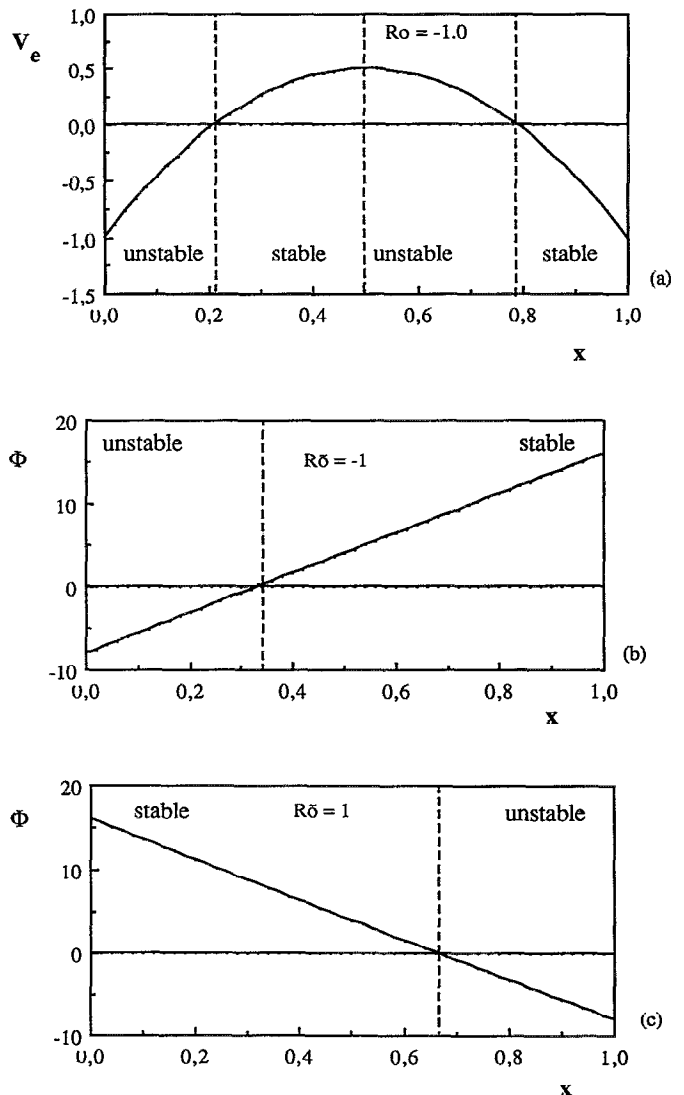 V_e
1,0
0,5
0,0
-0,5
-1,0
-1,5
Ro = -1.0
unstable
stable
unstable
stable
(a)
0,0
0,2
0,4
0,6
0,8
1,0
x
Φ
20
10
0
-10
unstable
Rõ = -1
stable
(b)
0,0
0,2
0,4
0,6
0,8
1,0
x
Φ
20
10
0
-10
stable
Rõ = 1
unstable
(c)
0,0
0,2
0,4
0,6
0,8
1,0
x